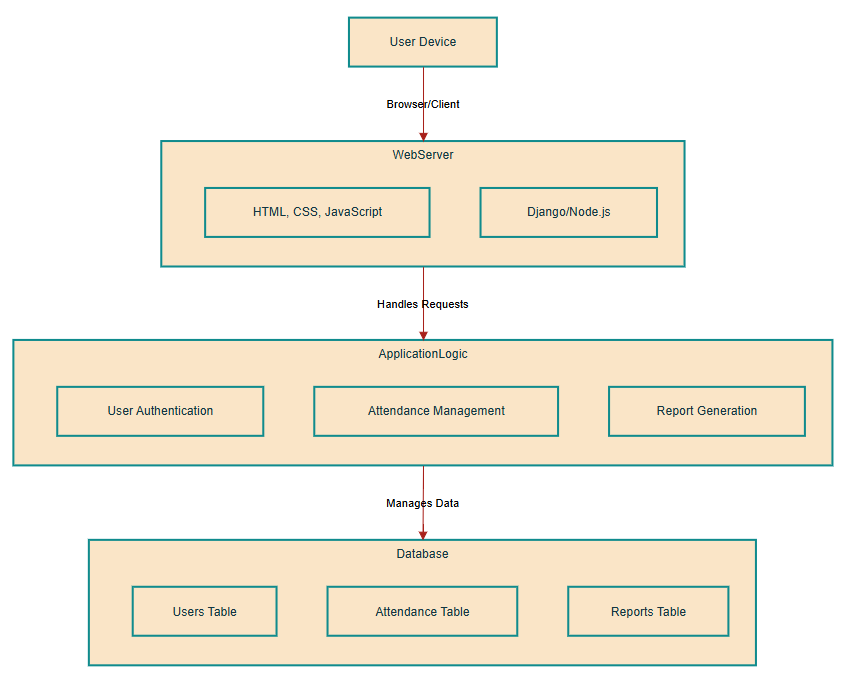 User Device
Browser/Client
WebServer
HTML, CSS, JavaScript
Django/Node.js
Handles Requests
ApplicationLogic
User Authentication
Attendance Management
Report Generation
Manages Data
Database
Users Table
Attendance Table
Reports Table